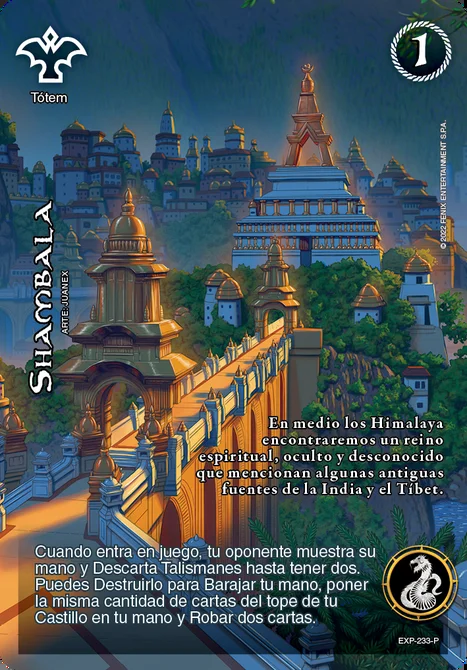 1
Tótem
© 2022 FENIX ENTERTAINMENT S.P.A.
SHAMBALA
ARTE: JUANEX
En medio los Himalaya
encontraremos un reino
espiritual, oculto y desconocido
que mencionan algunas antiguas
fuentes de la India y el Tíbet.
Cuando entra en juego, tu oponente muestra su
mano y Descarta Talismanes hasta tener dos.
Puedes Destruirlo para Barajar tu mano, poner
la misma cantidad de cartas del tope de tu
Castillo en tu mano y Robar dos cartas.
EXP-233-P